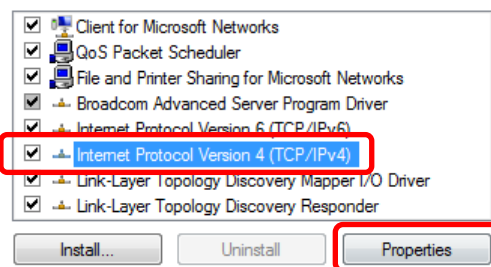 Client for Microsoft Networks
QoS Packet Scheduler
File and Printer Sharing for Microsoft Networks
Broadcom Advanced Server Program Driver
Internet Protocol Version 6 (TCP/IPv6)
Internet Protocol Version 4 (TCP/IPv4)
Link-Layer Topology Discovery Mapper I/O Driver
Link-Layer Topology Discovery Responder
Install... Uninstall Properties